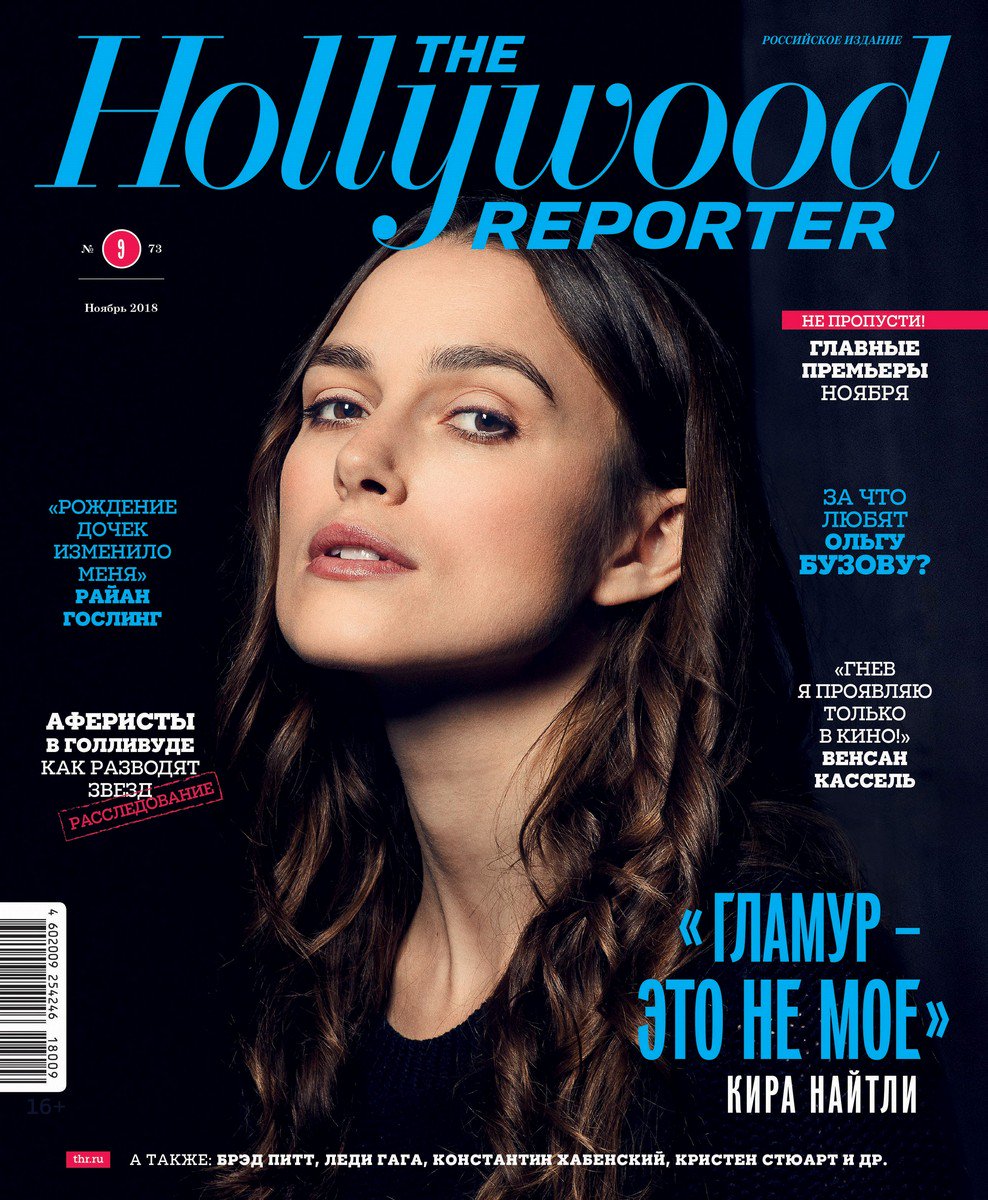 РОССИЙСКОЕ ИЗДАНИЕ
THE
Hollywood
REPORTER
№ 9 73
Ноябрь 2018
НЕ ПРОПУСТИ!
ГЛАВНЫЕ
ПРЕМЬЕРЫ
НОЯБРЯ
«РОЖДЕНИЕ
ДОЧЕК
ИЗМЕНИЛО
МЕНЯ»
РАЙАН
ГОСЛИНГ
ЗА ЧТО
ЛЮБЯТ
ОЛЬГУ
БУЗОВУ?
«ГНЕВ
Я ПРОЯВЛЯЮ
ТОЛЬКО
В КИНО!»
ВЕНСАН
КАССЕЛЬ
АФЕРИСТЫ
В ГОЛЛИВУДЕ
КАК РАЗВОДЯТ
ЗВЕЗД
РАССЛЕДОВАНИЕ
«ГЛАМУР –
ЭТО НЕ МОЕ»
КИРА НАЙТЛИ
4 602009 254246 18009
16+
thr.ru
А ТАКЖЕ: БРЭД ПИТТ, ЛЕДИ ГАГА, КОНСТАНТИН ХАБЕНСКИЙ, КРИСТЕН СТЮАРТ И ДР.